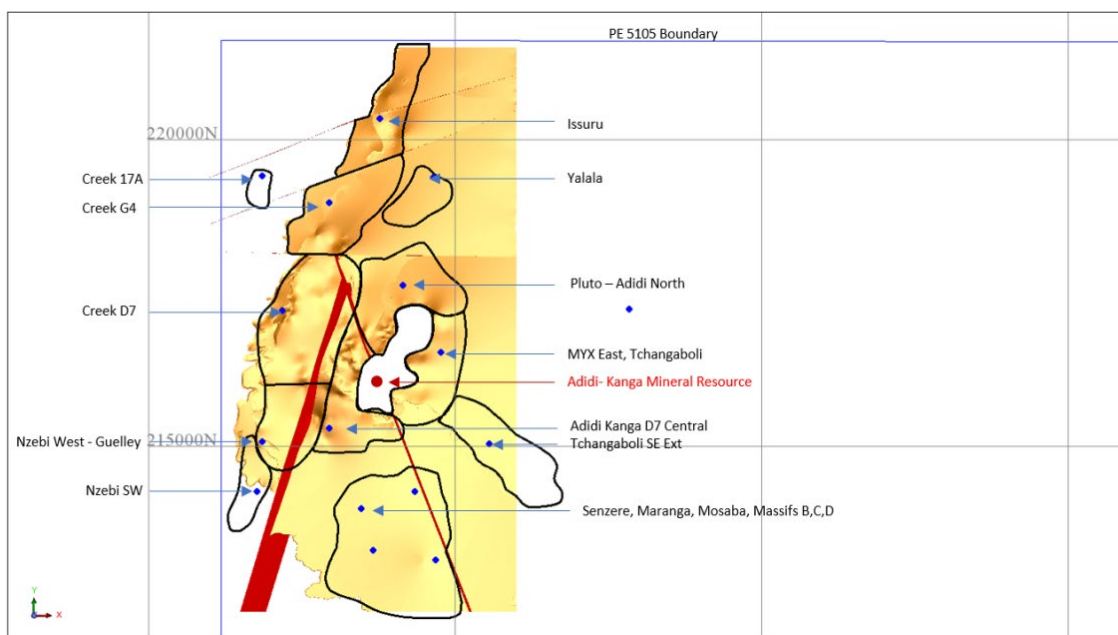 PE 5105 Boundary
Issuru
220000N
Creek 17A
Yalala
Creek G4
Pluto – Adidi North
Creek D7
MYX East, Tchangaboli
Adidi- Kanga Mineral Resource
Adidi Kanga D7 Central
Nzebi West - Guelley
215000N
Tchangaboli SE Ext
Nzebi SW
Senzere, Maranga, Mosaba, Massifs B,C,D
Y
X